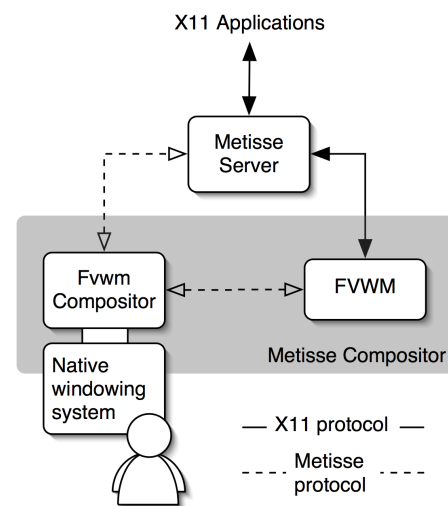 X11 Applications
Metisse
Server
Fvwm
Compositor
FVWM
Metisse Compositor
Native
windowing
system
X11 protocol
Metisse
protocol